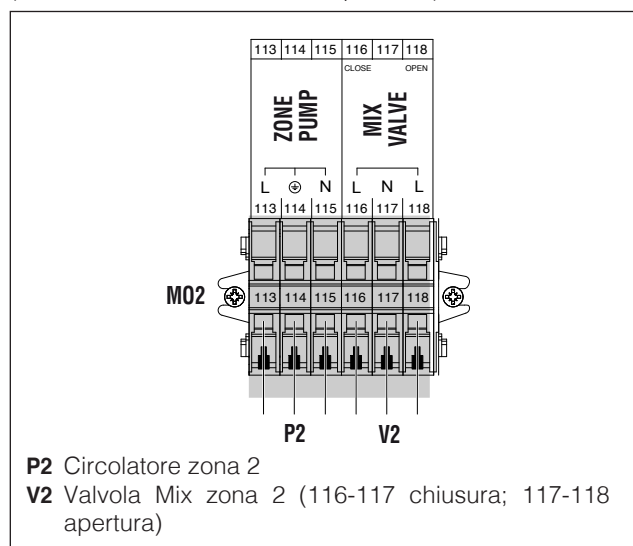 113 114 115 116 117 118
CLOSE OPEN
ZONE
PUMP
MIX
VALVE
L N L N L
113 114 115 116 117 118
M02 113 114 115 116 117 118
P2 V2
P2 Circolatore zona 2
V2 Valvola Mix zona 2 (116-117 chiusura; 117-118
apertura)